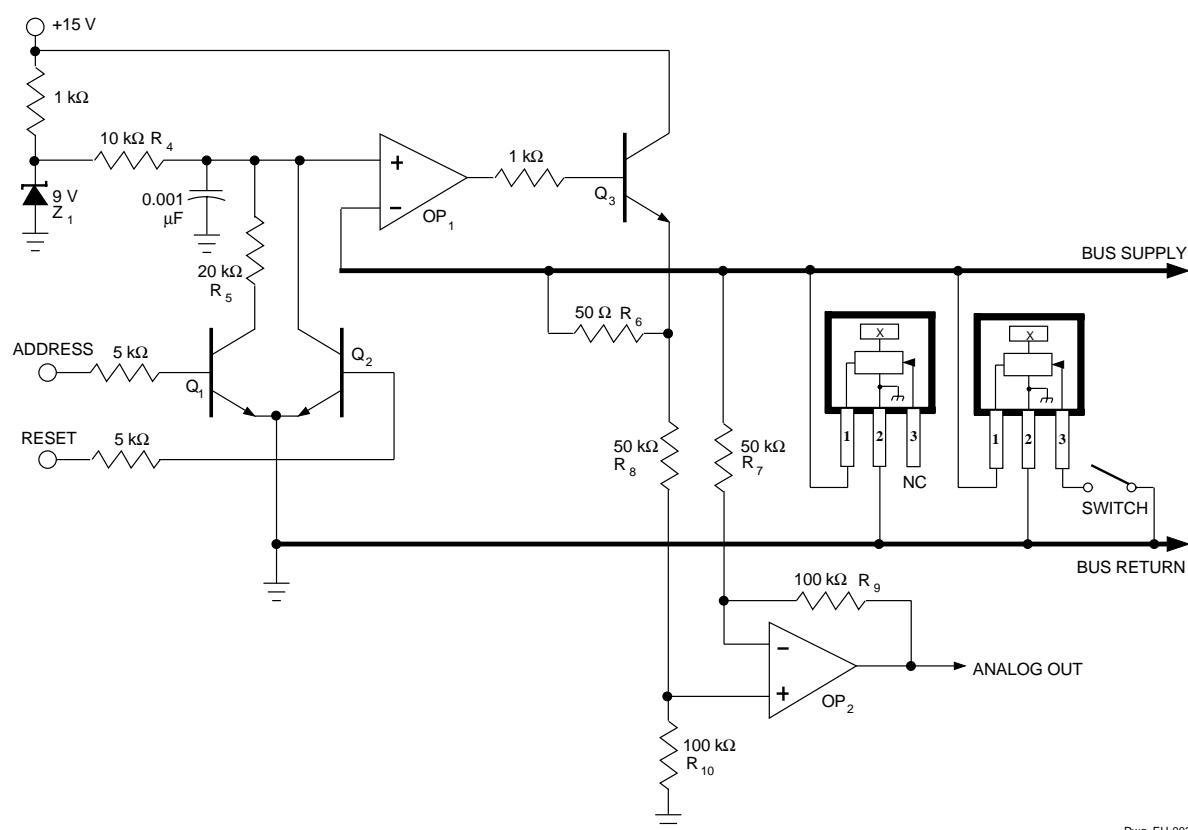 +15 V
1 kΩ
10 kΩ R4
9 V
Z1
0.001
µF
20 kΩ
R5
+
–
OP1
1 kΩ
Q3
BUS SUPPLY
50 Ω R6
X
1 2 3
NC
X
1 2 3
SWITCH
ADDRESS
5 kΩ
Q1
Q2
RESET
5 kΩ
50 kΩ
R8
50 kΩ
R7
BUS RETURN
100 kΩ R9
–
+
OP2
ANALOG OUT
100 kΩ
R10